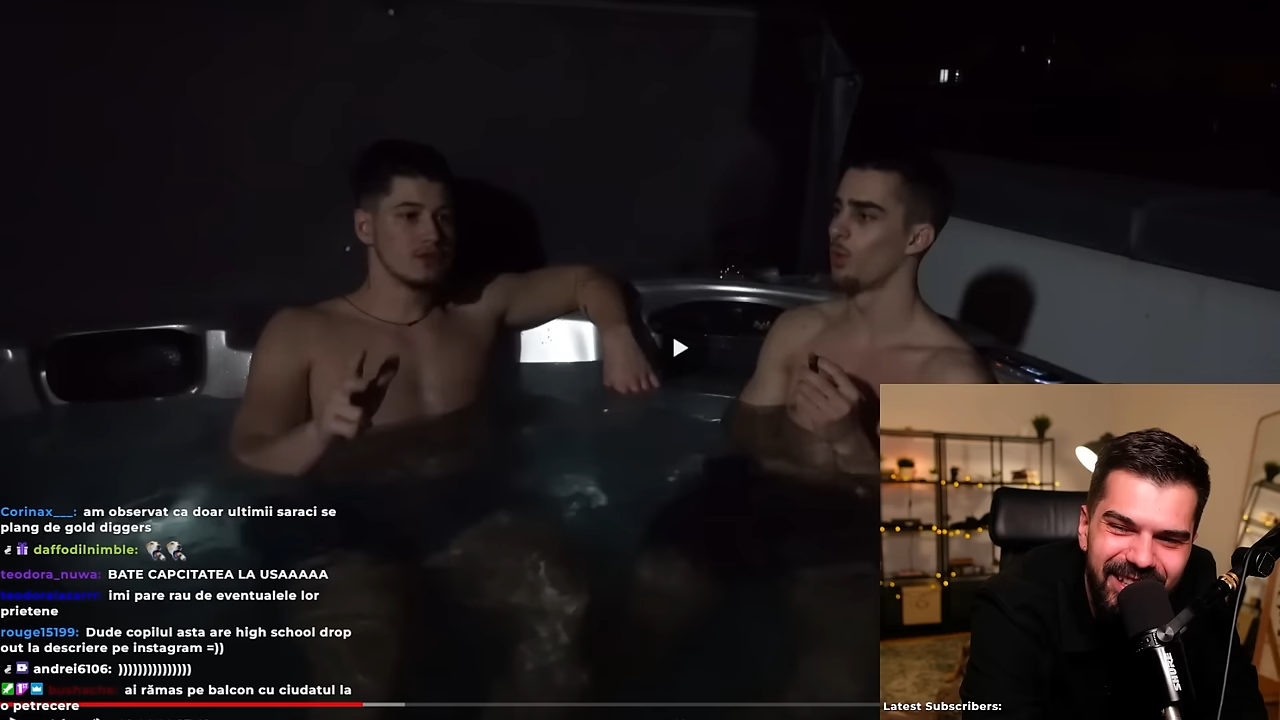 Corinax___: am observat ca doar ultimii saraci se
plang de gold diggers
daffodilnimble:
teodora_nuwa: BATE CAPCITATEA LA USAAAAA
imi pare rau de eventualele lor
prietene
rouge15199: Dude copilul asta are high school drop
out la descriere pe instagram =))
andrei6106: )))))))))))))))
ai rămas pe balcon cu ciudatul la
o petrecere
SHURE
Latest Subscribers: